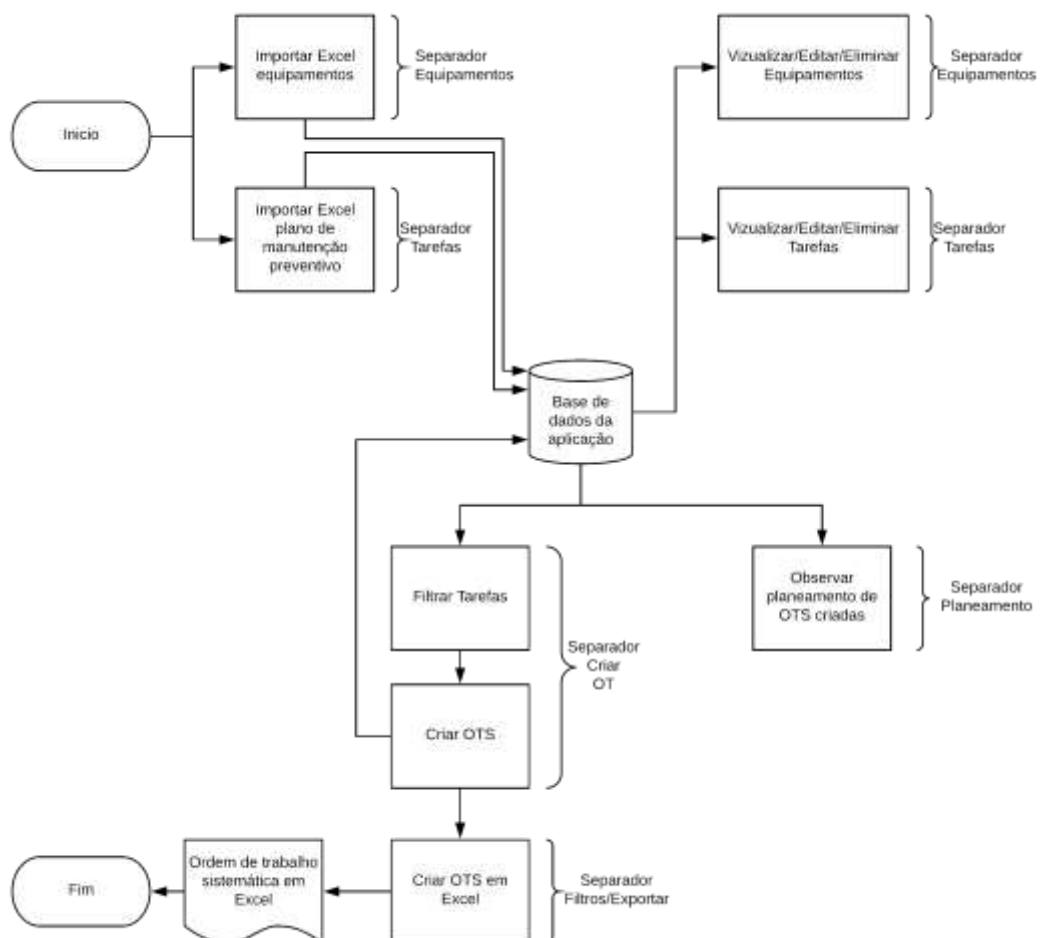 Importar Excel
equipamentos
Separador
Equipamentos
Vizualizar/Editar/Eliminar
Equipamentos
Separador
Equipamentos
Inicio
Importar Excel
plano de
manutenção
preventivo
Separador
Tarefas
Vizualizar/Editar/Eliminar
Tarefas
Separador
Tarefas
Base de
dados da
aplicação
Filtrar Tarefas
Separador
Criar
OT
Criar OTS
Observar
planeamento de
OTS criadas
Separador
Planeamento
Criar OTS em
Excel
Separador
Filtros/Exportar
Ordem de trabalho
sistemática em
Excel
Fim